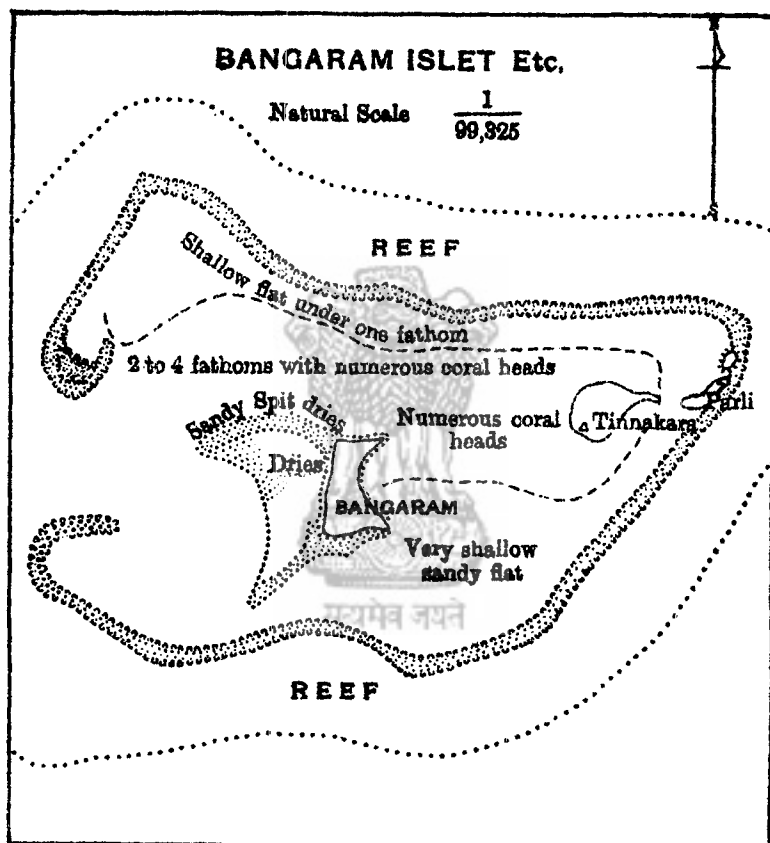 BANGARAM ISLET Etc.
Natural Scale 1/99,325
N
S
REEF
Shallow flat under one fathom
2 to 4 fathoms with numerous coral heads
Sandy Spit dries
Numerous coral
heads
Tinnakara
Parli
Dries
BANGARAM
Very shallow
sandy flat
सत्यमेव जयते
REEF